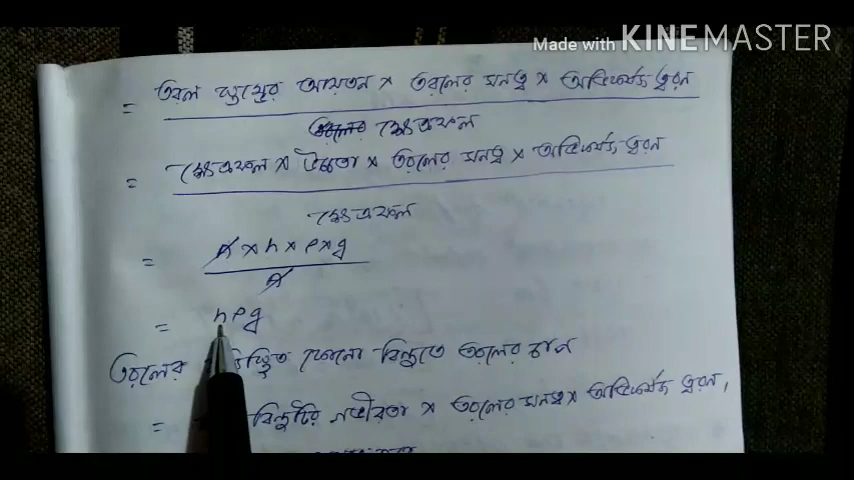 Made with KINEMASTER
= তরল স্তম্ভের আয়তন × তরলের ঘনত্ব × অভিকর্ষজ ত্বরণ
ক্ষেত্রফল
= ক্ষেত্রফল × উচ্চতা × তরলের ঘনত্ব × অভিকর্ষজ ত্বরণ
ক্ষেত্রফল
= A × h × ρ × g
A
= hρg
তরলের কোনো বিন্দুতে তরলের চাপ
= বিন্দুটির গভীরতা × তরলের ঘনত্ব × অভিকর্ষজ ত্বরণ,